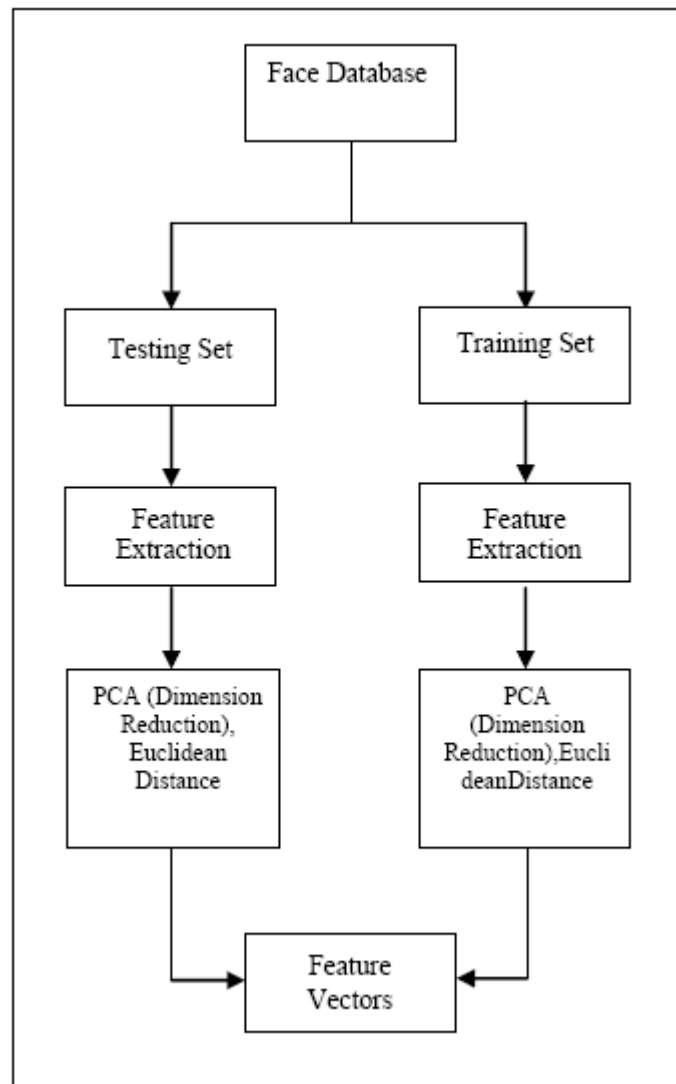 Face Database
Testing Set
Training Set
Feature
Extraction
Feature
Extraction
PCA (Dimension
Reduction),
Euclidean
Distance
PCA
(Dimension
Reduction),Eucli
deanDistance
Feature
Vectors